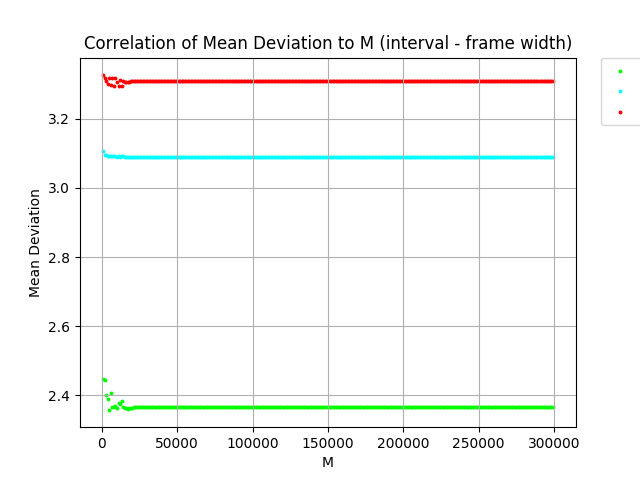 Correlation of Mean Deviation to M (interval - frame width)
Mean Deviation
3.2
3.0
2.8
2.6
2.4
0 50000 100000 150000 200000 250000 300000
M